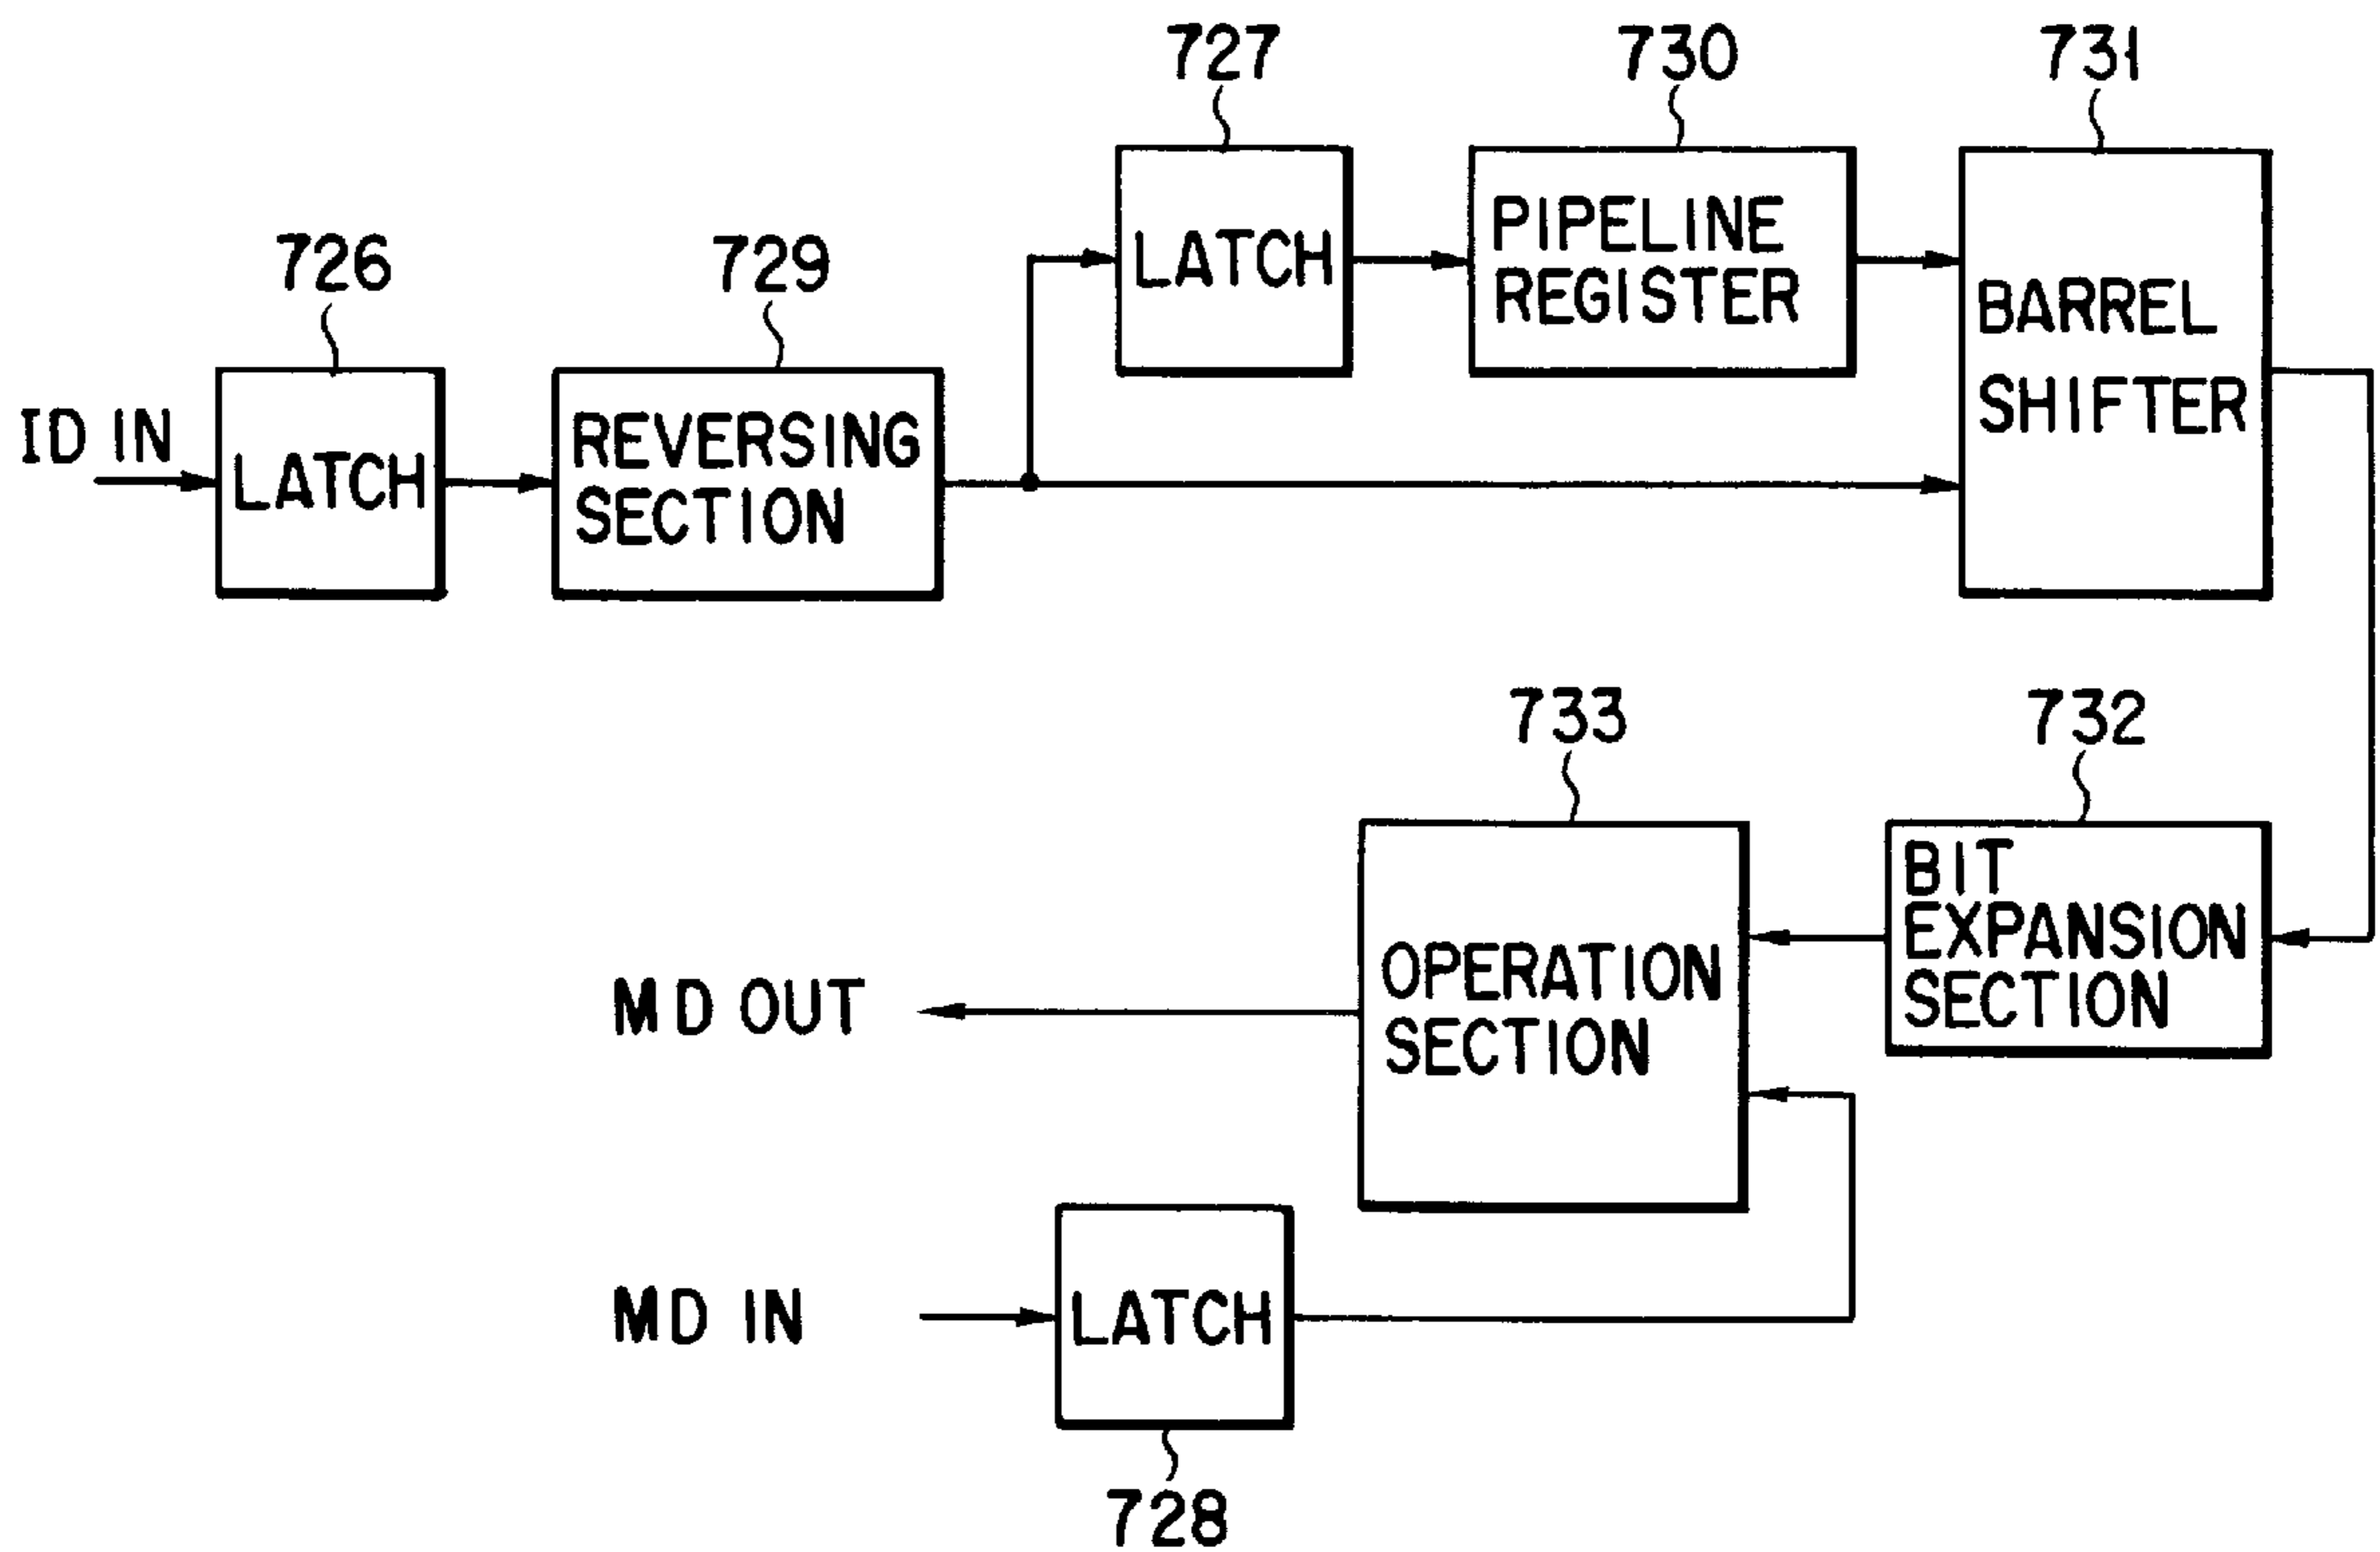 727
730
731
PIPELINE
REGISTER
LATCH
BARREL
SHIFTER
726
729
ID IN
LATCH
REVERSING
SECTION
733
732
BIT
EXPANSION
SECTION
OPERATION
SECTION
MD OUT
MD IN
LATCH
728